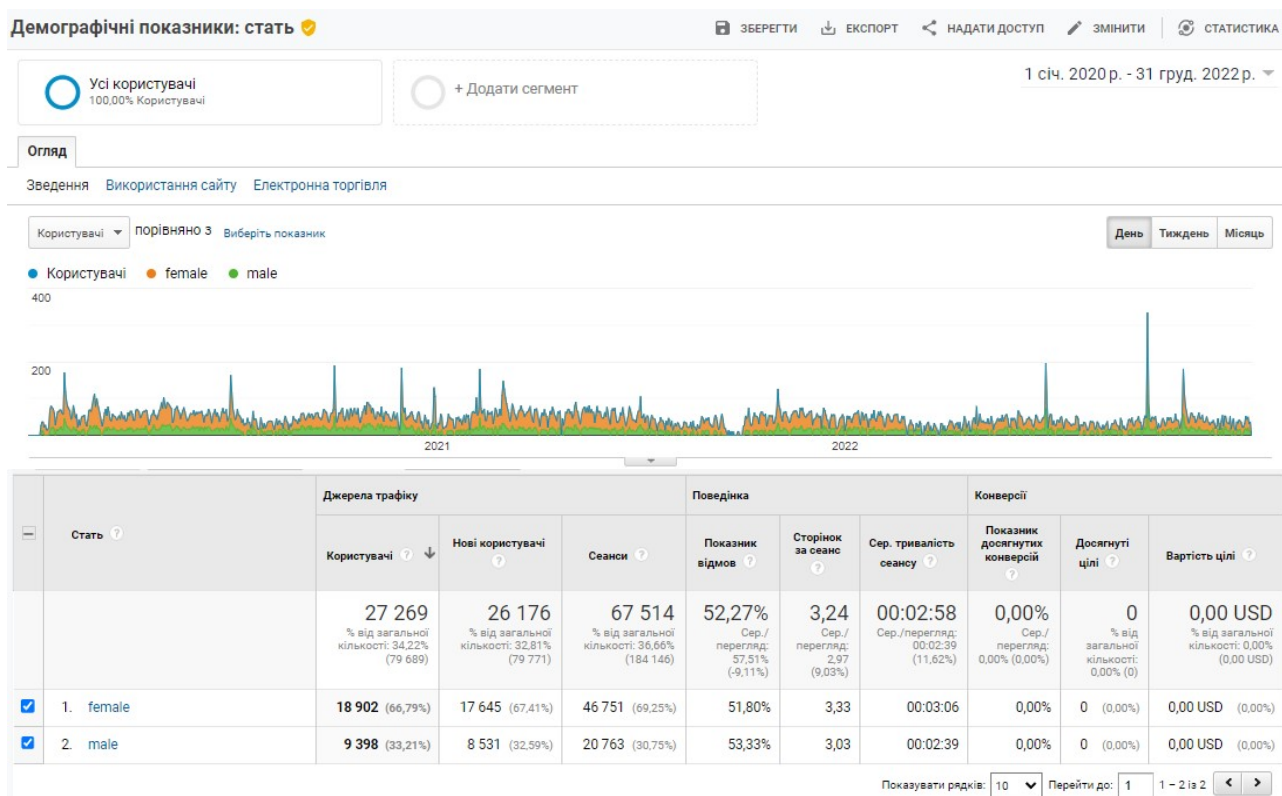 Демографічні показники: стать
ЗБЕРЕГТИ ЕКСПОРТ НАДАТИ ДОСТУП ЗМІНИТИ СТАТИСТИКА
Усі користувачі
100,00% Користувачі
+ Додати сегмент
1 січ. 2020 р. - 31 груд. 2022 р.
Огляд
Зведення Використання сайту Електронна торгівля
Користувачі порівняно з Виберіть показник
День Тиждень Місяць
Користувачі female male
400
200
2021 2022
Джерела трафіку Поведінка Конверсії
Стать ?
Користувачі ?
Нові користувачі ?
Сеанси ?
Показник відмов ?
Сторінок за сеанс ?
Сер. тривалість сеансу ?
Показник досягнутих конверсій ?
Досягнуті цілі ?
Вартість цілі ?
27 269
% від загальної
кількості: 34,22%
(79 689)
26 176
% від загальної
кількості: 32,81%
(79 771)
67 514
% від загальної
кількості: 36,66%
(184 146)
52,27%
Сер./
перегляд:
57,51%
(-9,11%)
3,24
Сер./
перегляд:
2,97
(9,03%)
00:02:58
Сер./перегляд:
00:02:39
(11,62%)
0,00%
Сер./
перегляд:
0,00% (0,00%)
0
% від
загальної
кількості:
0,00% (0)
0,00 USD
% від загальної
кількості: 0,00%
(0,00 USD)
1. female 18 902 (66,79%) 17 645 (67,41%) 46 751 (69,25%) 51,80% 3,33 00:03:06 0,00% 0 (0,00%) 0,00 USD (0,00%)
2. male 9 398 (33,21%) 8 531 (32,59%) 20 763 (30,75%) 53,33% 3,03 00:02:39 0,00% 0 (0,00%) 0,00 USD (0,00%)
Показувати рядків: 10 Перейти до: 1 1 – 2 із 2